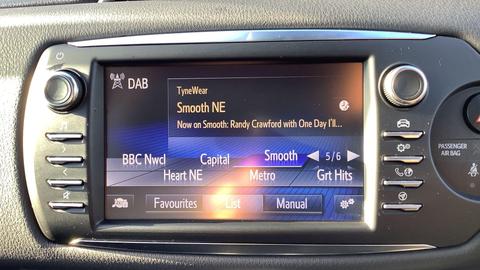 DAB
TyneWear
Smooth NE
Now on Smooth: Randy Crawford with One Day I'll...
BBC Nwcl Capital Smooth 5/6
Heart NE Metro Grt Hits
Favourites List Manual
PASSENGER
AIR BAG